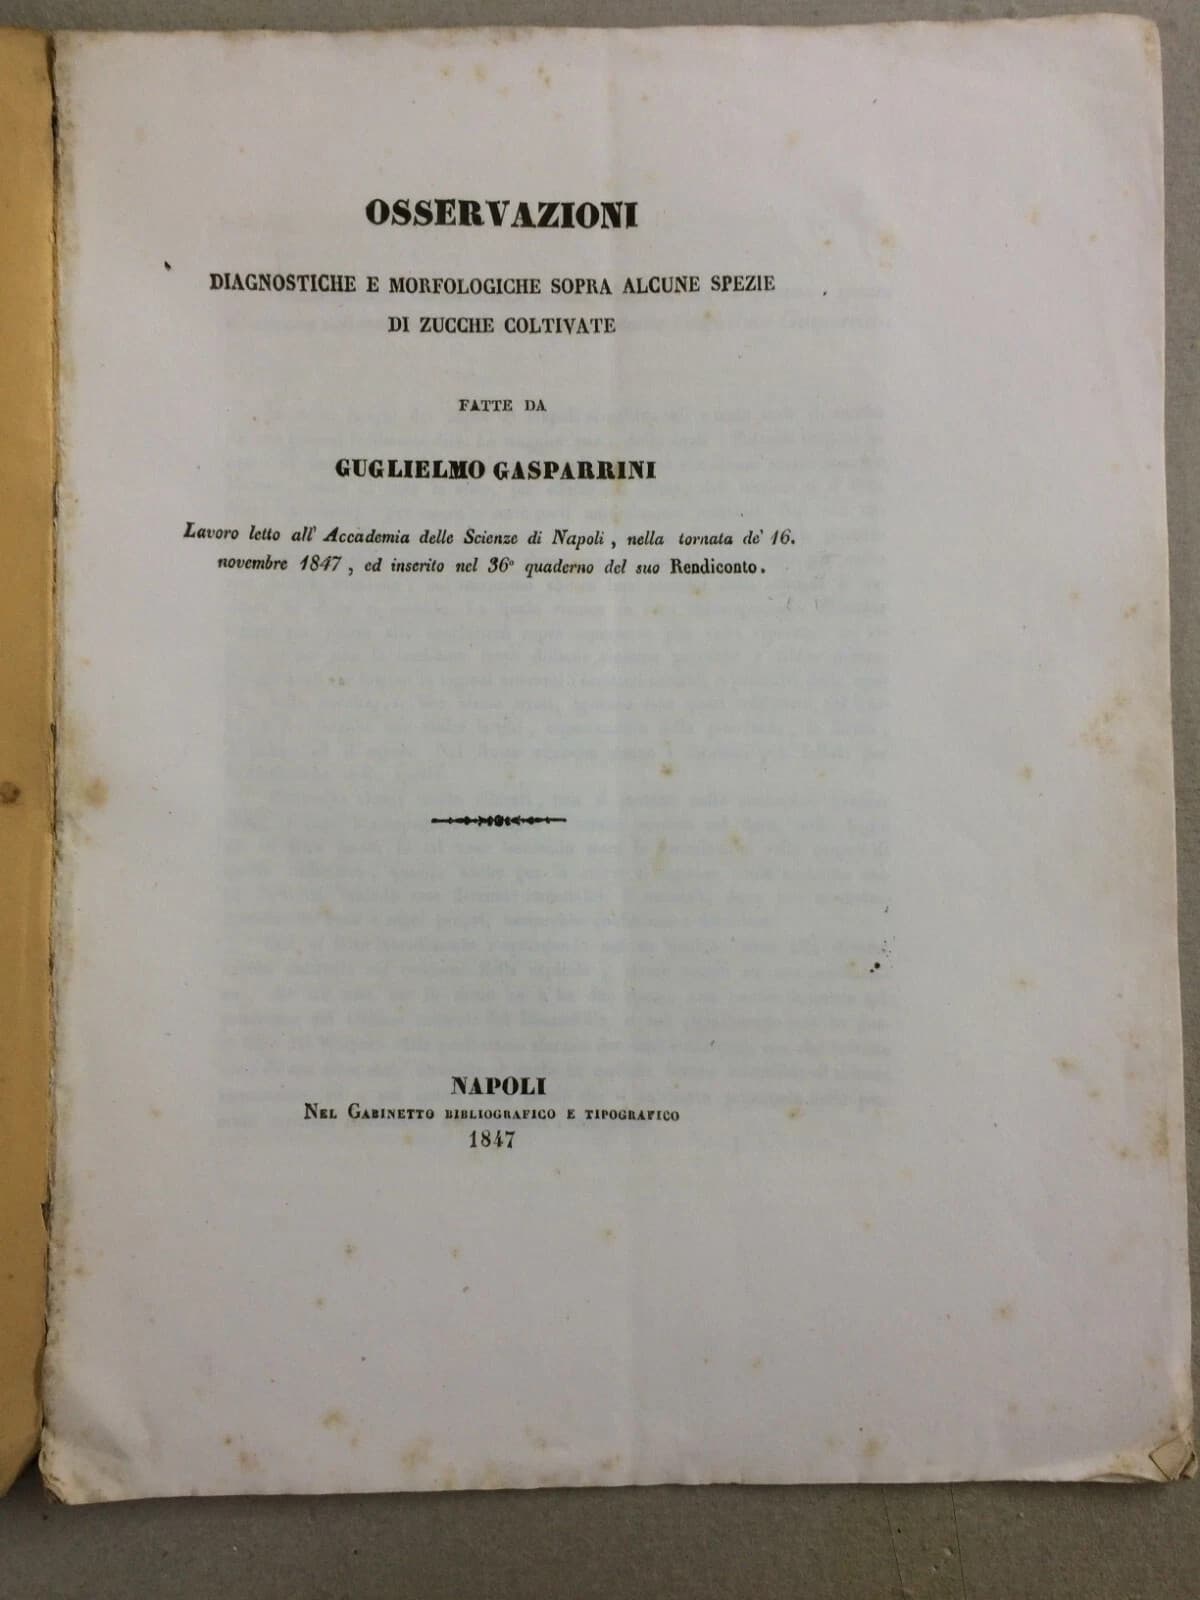 OSSERVAZIONI
DIAGNOSTICHE E MORFOLOGICHE SOPRA ALCUNE SPEZIE
DI ZUCCHE COLTIVATE
FATTE DA
GUGLIELMO GASPARRINI
Lavoro letto all' Accademia delle Scienze di Napoli , nella tornata de' 16.
novembre 1847 , ed inserito nel 36° quaderno del suo Rendiconto.
NAPOLI
NEL GABINETTO BIBLIOGRAFICO E TIPOGRAFICO
1847